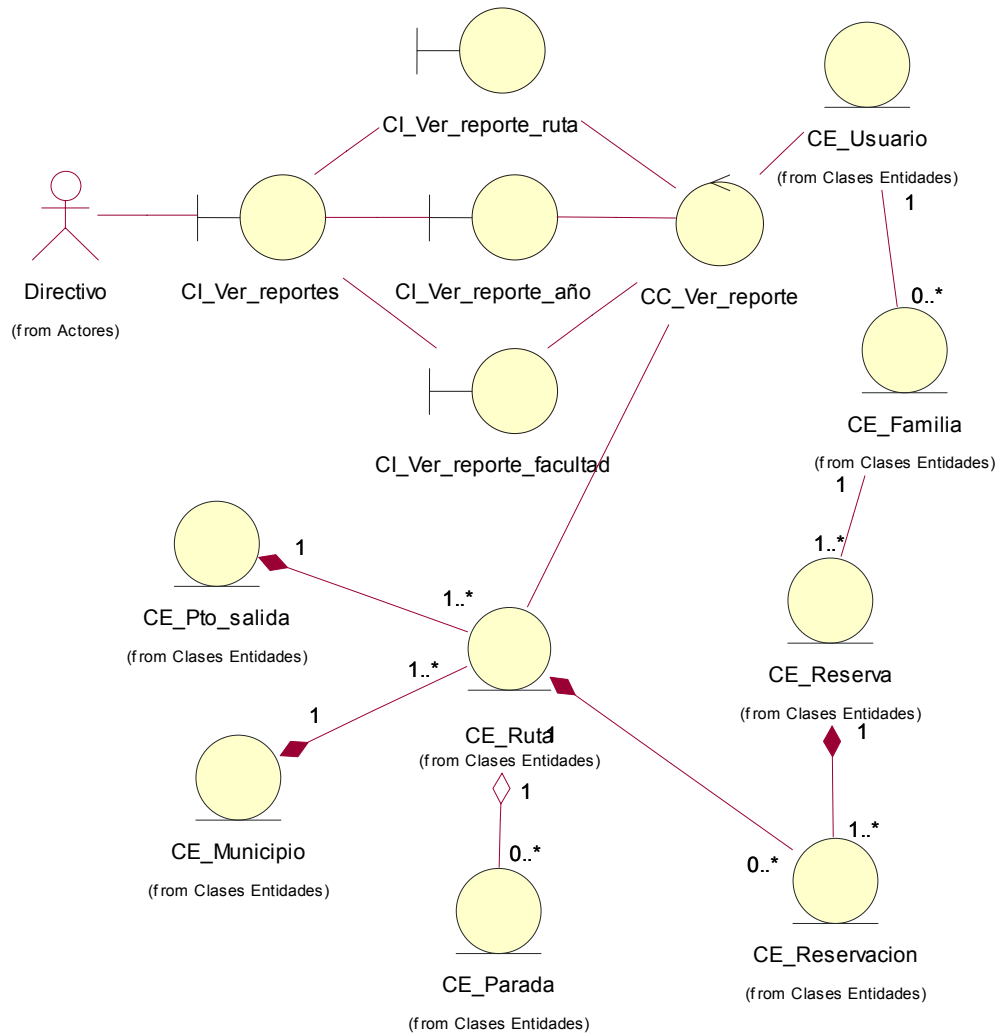 CI_Ver_reporte_ruta
CE_Usuario
(from Clases Entidades)
1
0..*
Directivo
(from Actores)
CI_Ver_reportes
CI_Ver_reporte_año
CC_Ver_reporte
CI_Ver_reporte_facultad
CE_Familia
(from Clases Entidades)
1
1..*
CE_Pto_salida
(from Clases Entidades)
1
1..*
CE_Reserva
(from Clases Entidades)
1
1..*
CE_Municipio
(from Clases Entidades)
1
1..*
CE_Ruta
(from Clases Entidades)
1
1
0..*
0..*
CE_Parada
(from Clases Entidades)
CE_Reservacion
(from Clases Entidades)